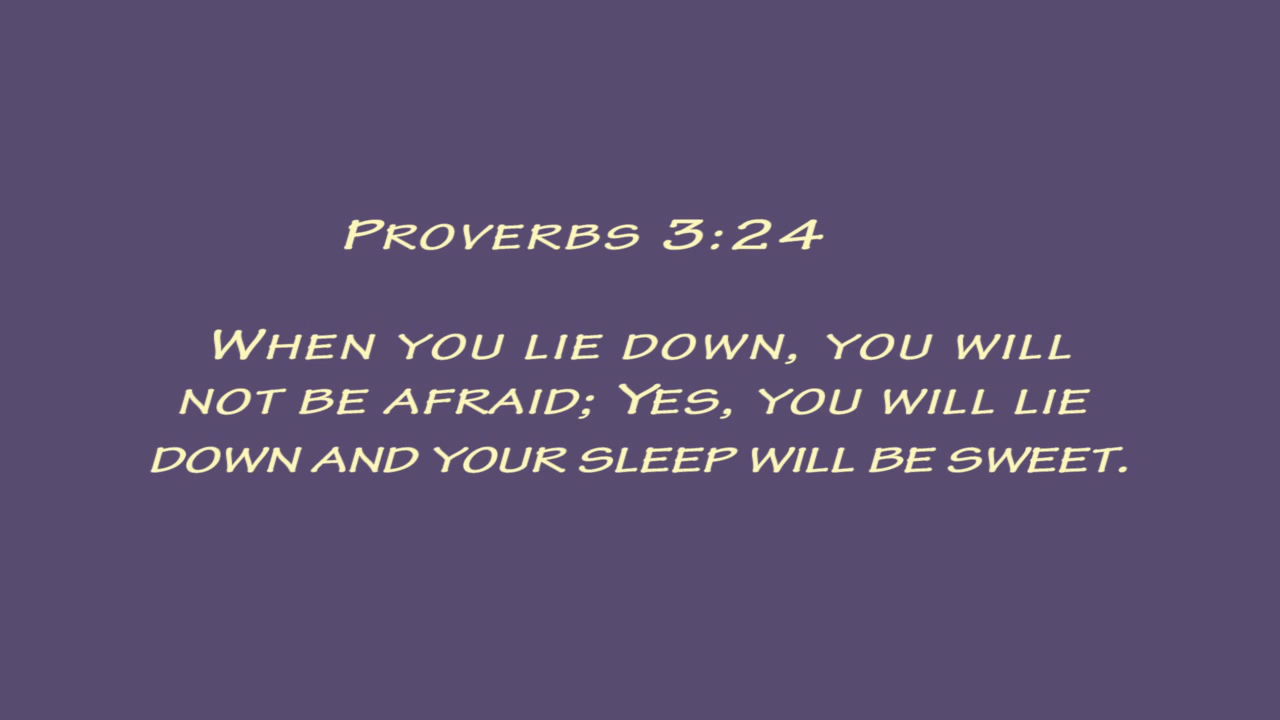 Proverbs 3:24
When you lie down, you will
not be afraid; Yes, you will lie
down and your sleep will be sweet.